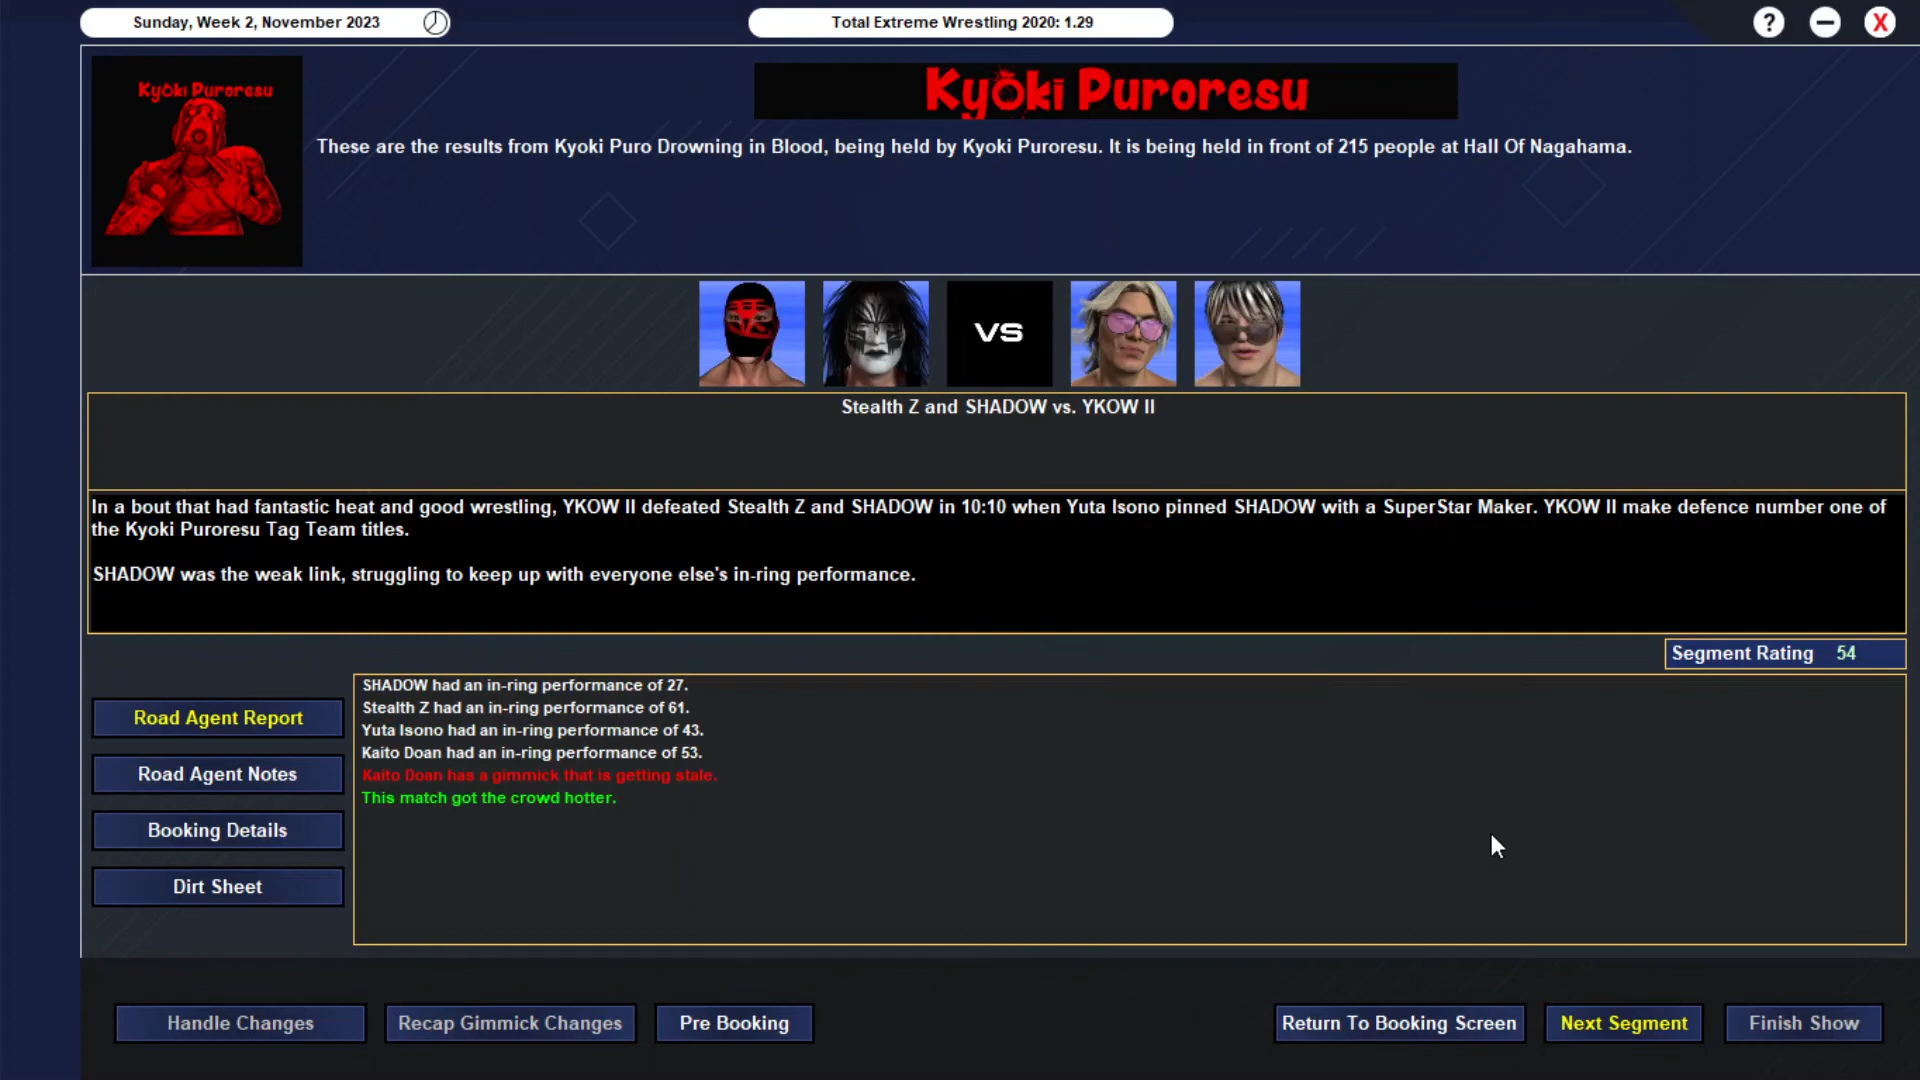 Sunday, Week 2, November 2023
Total Extreme Wrestling 2020: 1.29
?
X
Kyōki Puroresu
Kyōki Puroresu
These are the results from Kyoki Puro Drowning in Blood, being held by Kyoki Puroresu. It is being held in front of 215 people at Hall Of Nagahama.
VS
Stealth Z and SHADOW vs. YKOW II
In a bout that had fantastic heat and good wrestling, YKOW II defeated Stealth Z and SHADOW in 10:10 when Yuta Isono pinned SHADOW with a SuperStar Maker. YKOW II make defence number one of
the Kyoki Puroresu Tag Team titles.
SHADOW was the weak link, struggling to keep up with everyone else's in-ring performance.
Segment Rating 54
SHADOW had an in-ring performance of 27.
Stealth Z had an in-ring performance of 61.
Yuta Isono had an in-ring performance of 43.
Kaito Doan had an in-ring performance of 53.
Kaito Doan has a gimmick that is getting stale.
This match got the crowd hotter.
Road Agent Report
Road Agent Notes
Booking Details
Dirt Sheet
Handle Changes
Recap Gimmick Changes
Pre Booking
Return To Booking Screen
Next Segment
Finish Show